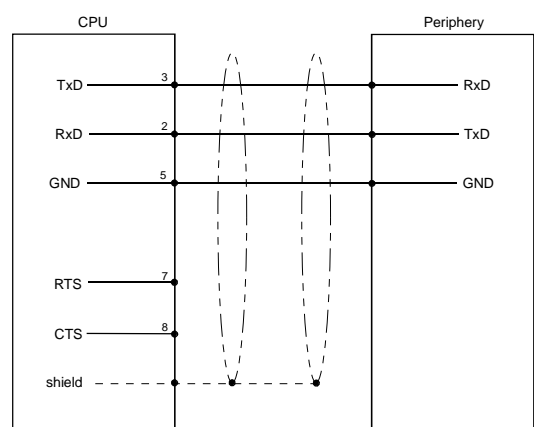 CPU Periphery
TxD 3 RxD
RxD 2 TxD
GND 5 GND
RTS 7
CTS 8
shield